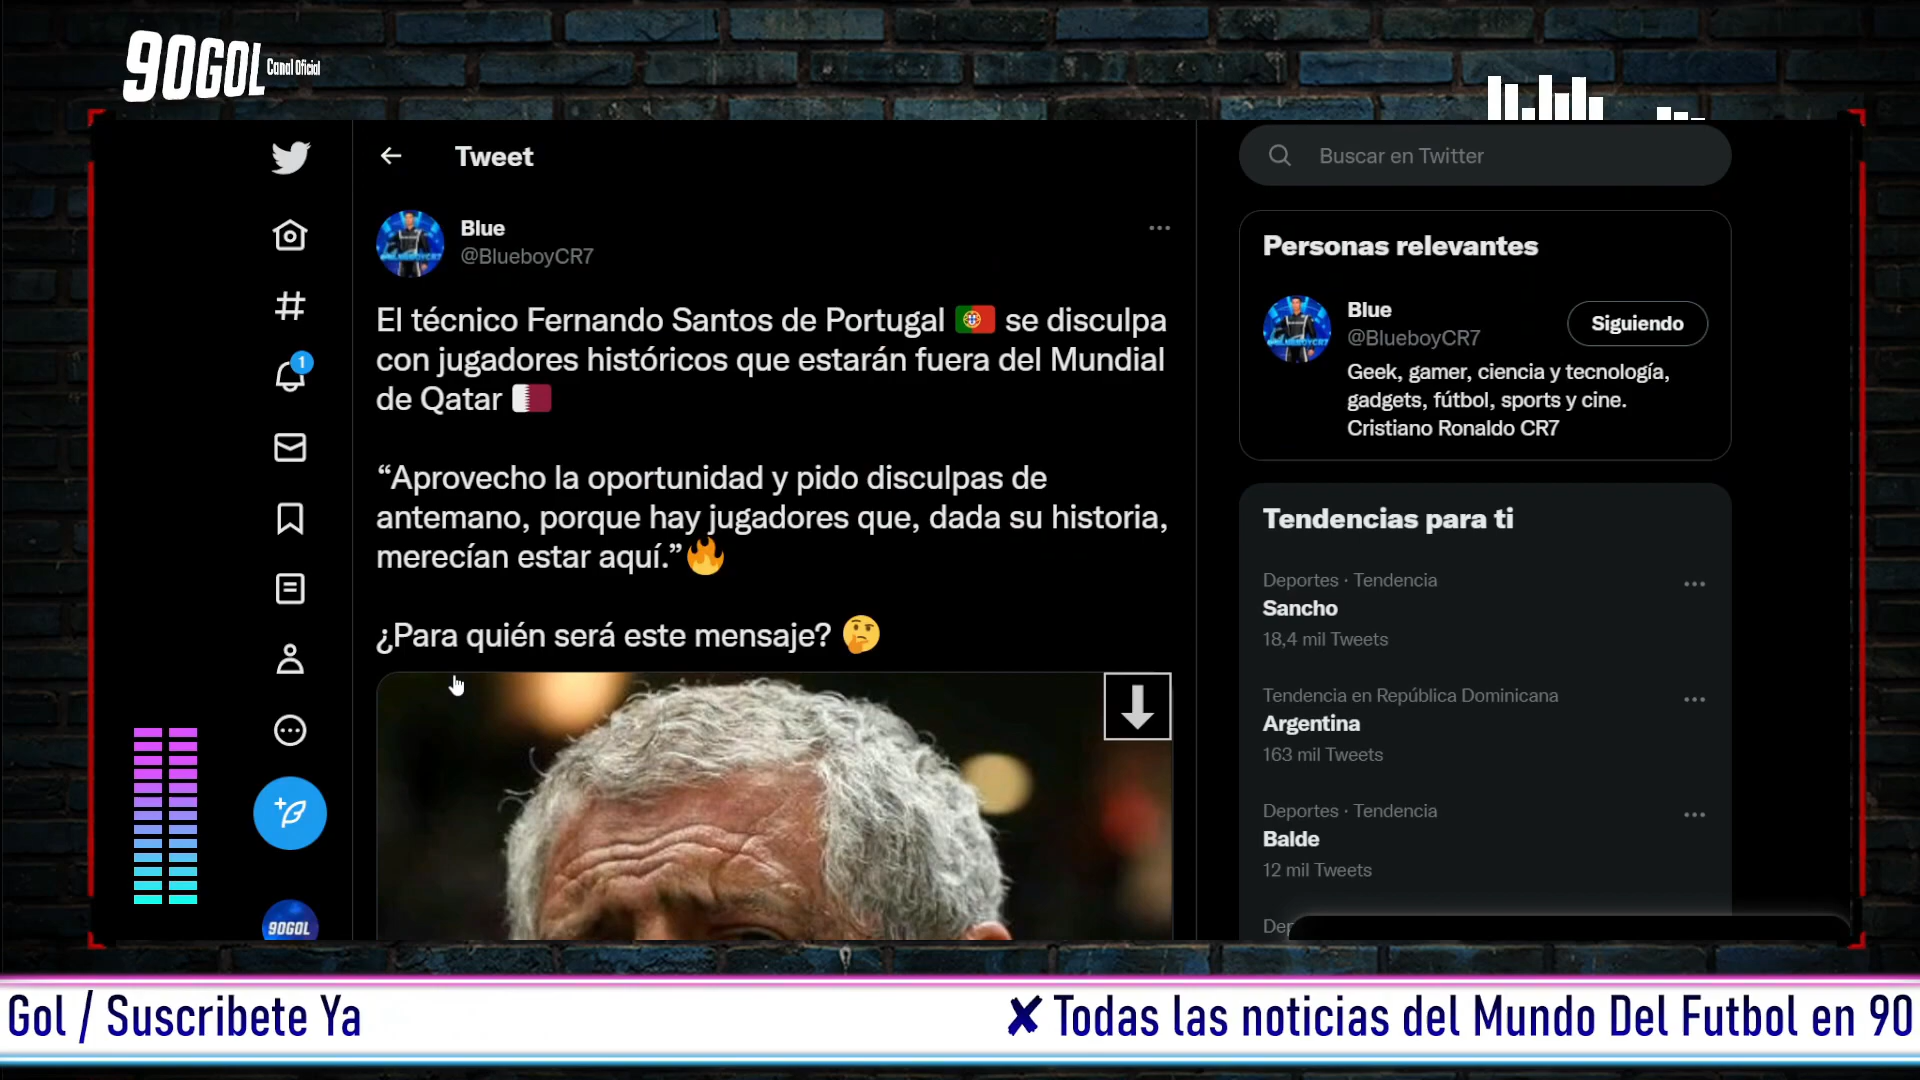 90GOL Canal Oficial
Tweet
Buscar en Twitter
Blue
@BlueboyCR7
El técnico Fernando Santos de Portugal 🇵🇹 se disculpa
con jugadores históricos que estarán fuera del Mundial
de Qatar 🇶🇦
“Aprovecho la oportunidad y pido disculpas de
antemano, porque hay jugadores que, dada su historia,
merecían estar aquí.”🔥
¿Para quién será este mensaje? 🤔
1
90GOL
Personas relevantes
Blue
@BlueboyCR7
Siguiendo
Geek, gamer, ciencia y tecnología,
gadgets, fútbol, sports y cine.
Cristiano Ronaldo CR7
Tendencias para ti
Deportes · Tendencia
Sancho
18,4 mil Tweets
Tendencia en República Dominicana
Argentina
163 mil Tweets
Deportes · Tendencia
Balde
12 mil Tweets
Gol / Suscribete Ya
✘ Todas las noticias del Mundo Del Futbol en 90